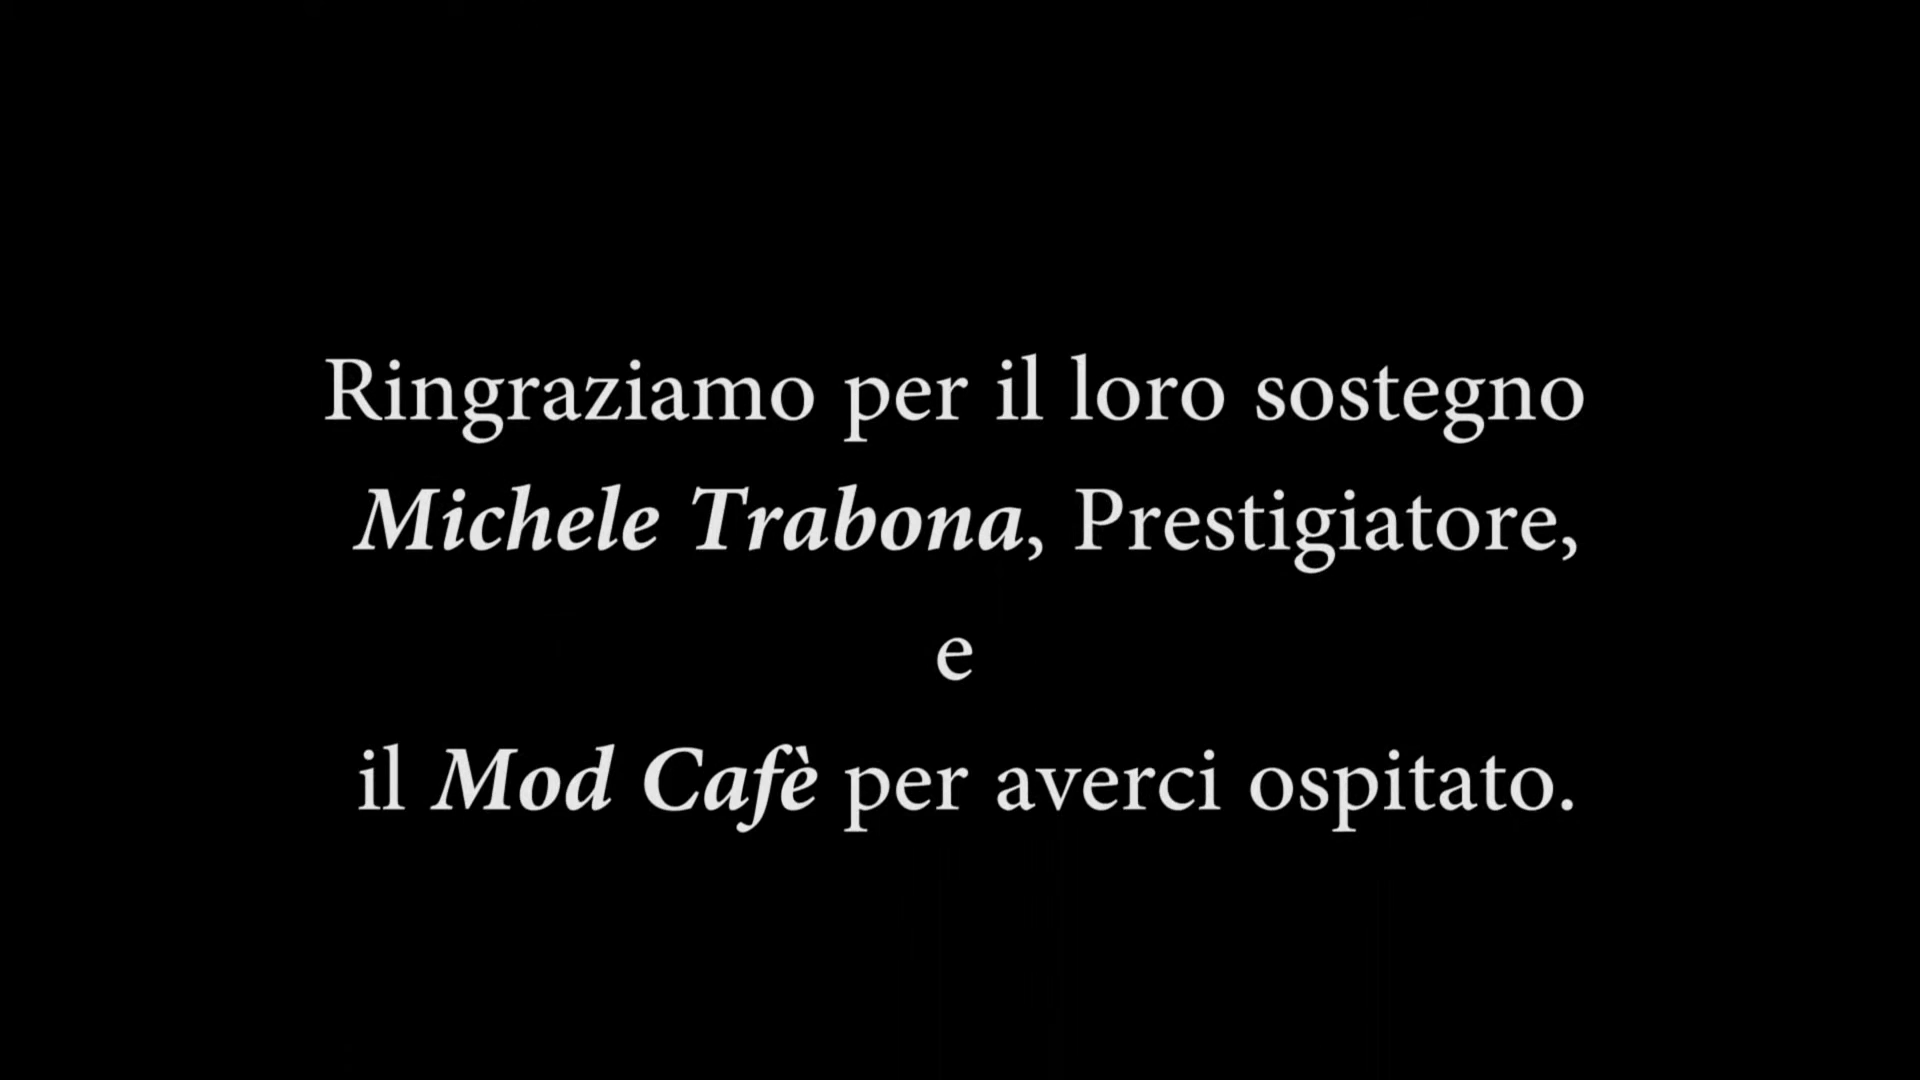 Ringraziamo per il loro sostegno
Michele Trabona, Prestigiatore,
e
il Mod Cafè per averci ospitato.